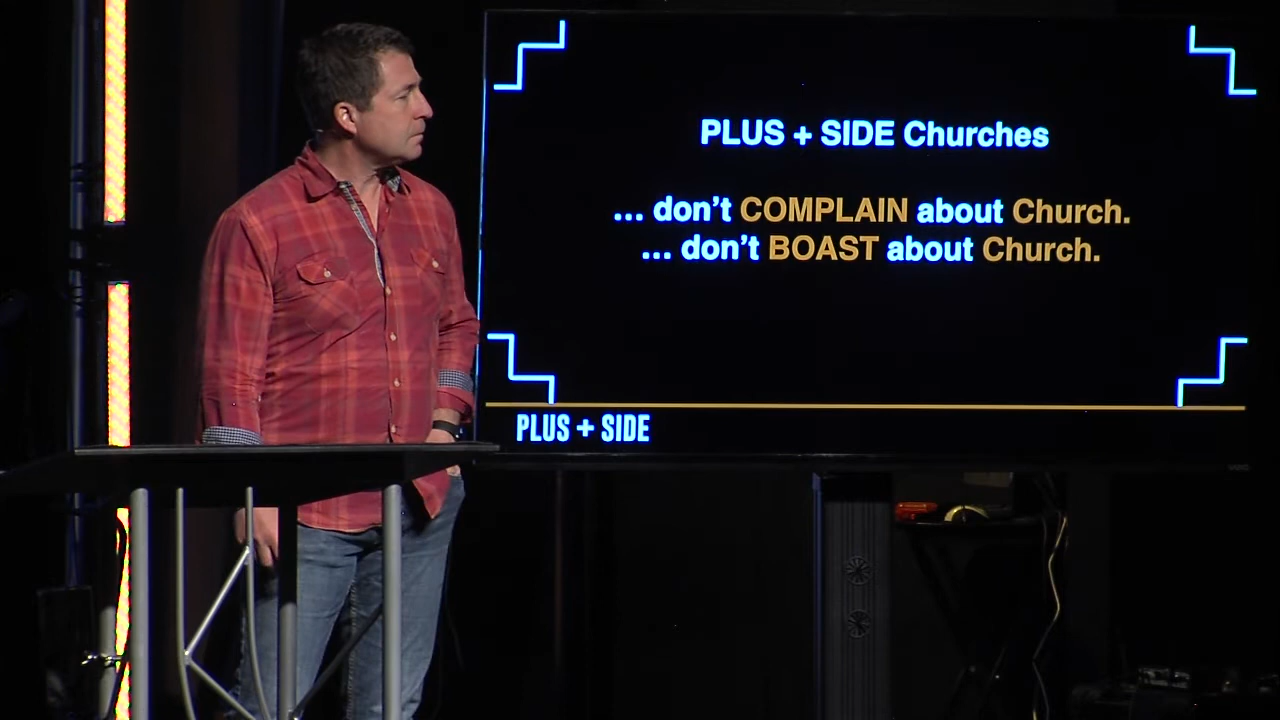 PLUS + SIDE Churches
... don’t COMPLAIN about Church.
... don’t BOAST about Church.
PLUS + SIDE